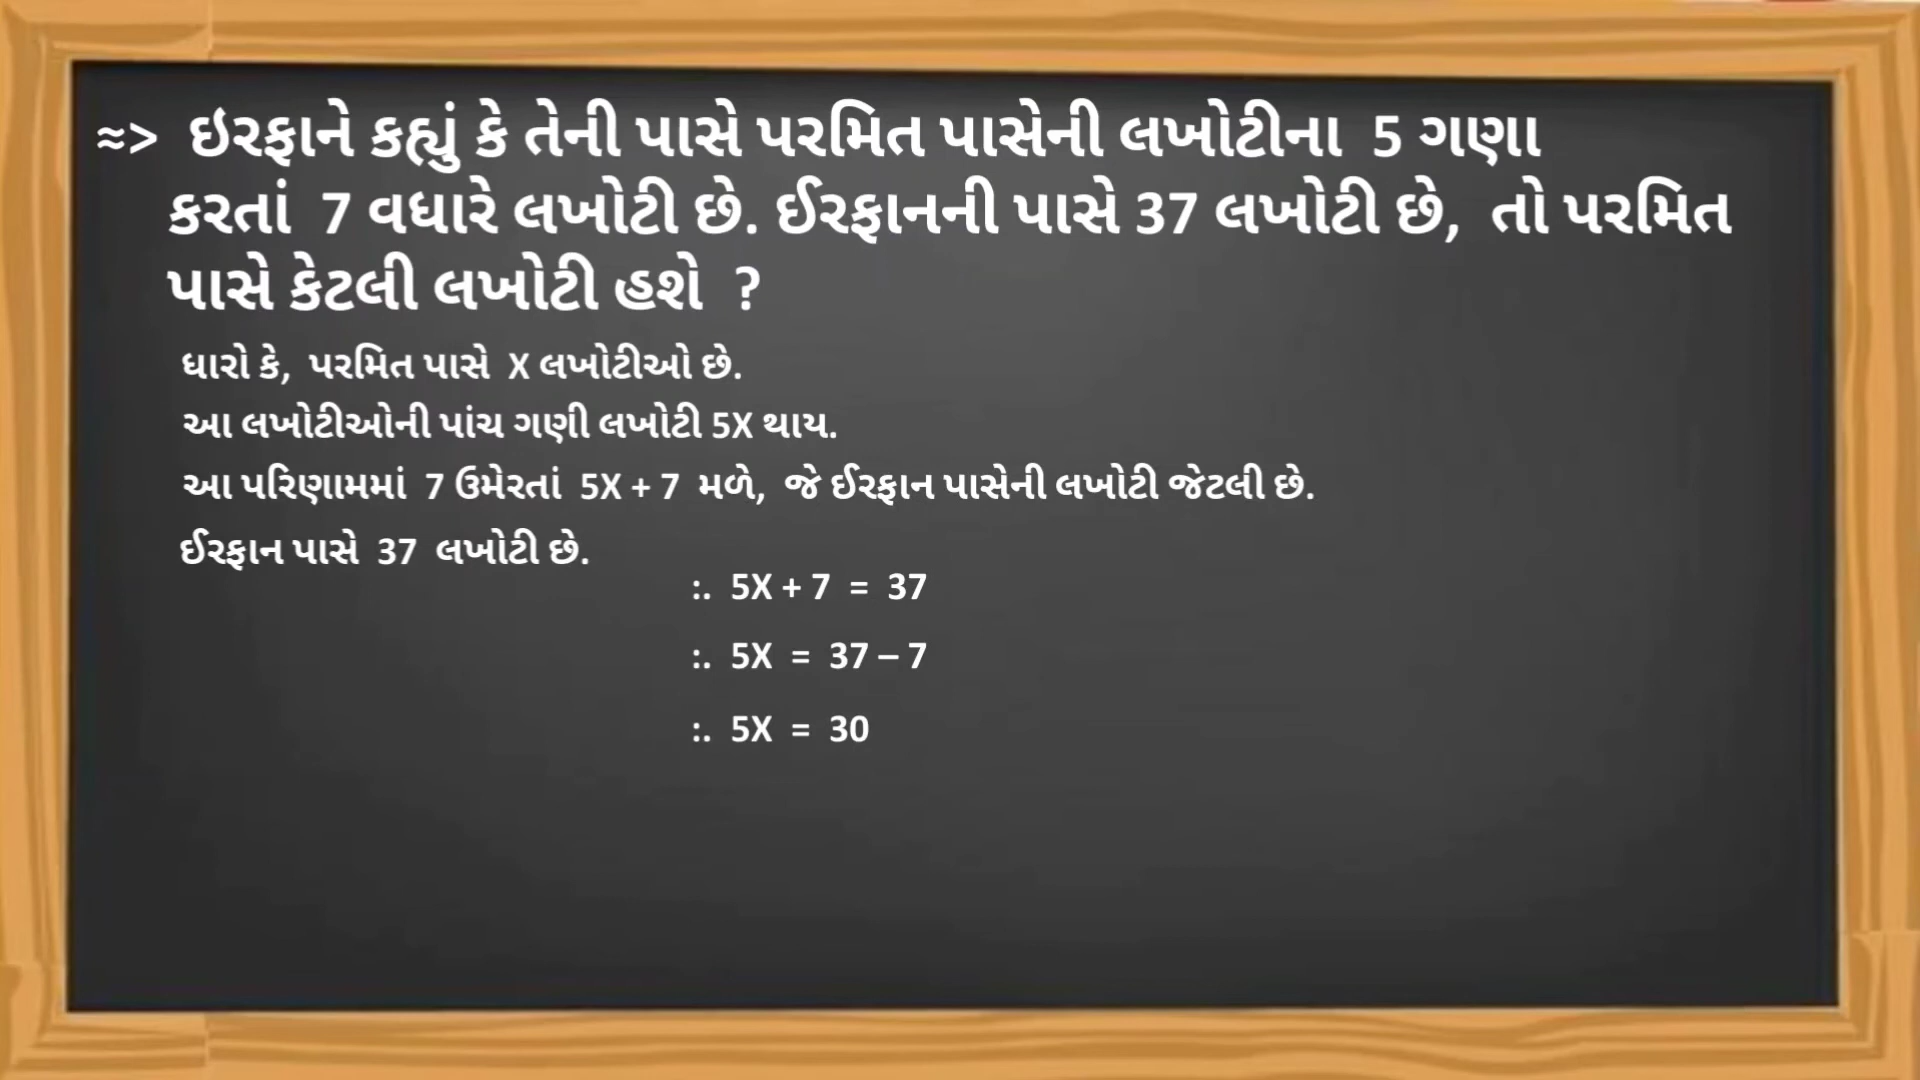 ≈> ઇરફાને કહ્યું કે તેની પાસે પરમિત પાસેની લખોટીના 5 ગણા
કરતાં 7 વધારે લખોટી છે. ઈરફાનની પાસે 37 લખોટી છે, તો પરમિત
પાસે કેટલી લખોટી હશે ?
ધારો કે, પરમિત પાસે X લખોટીઓ છે.
આ લખોટીઓની પાંચ ગણી લખોટી 5X થાય.
આ પરિણામમાં 7 ઉમેરતાં 5X + 7 મળે, જે ઈરફાન પાસેની લખોટી જેટલી છે.
ઈરફાન પાસે 37 લખોટી છે.
:. 5X + 7 = 37
:. 5X = 37 – 7
:. 5X = 30